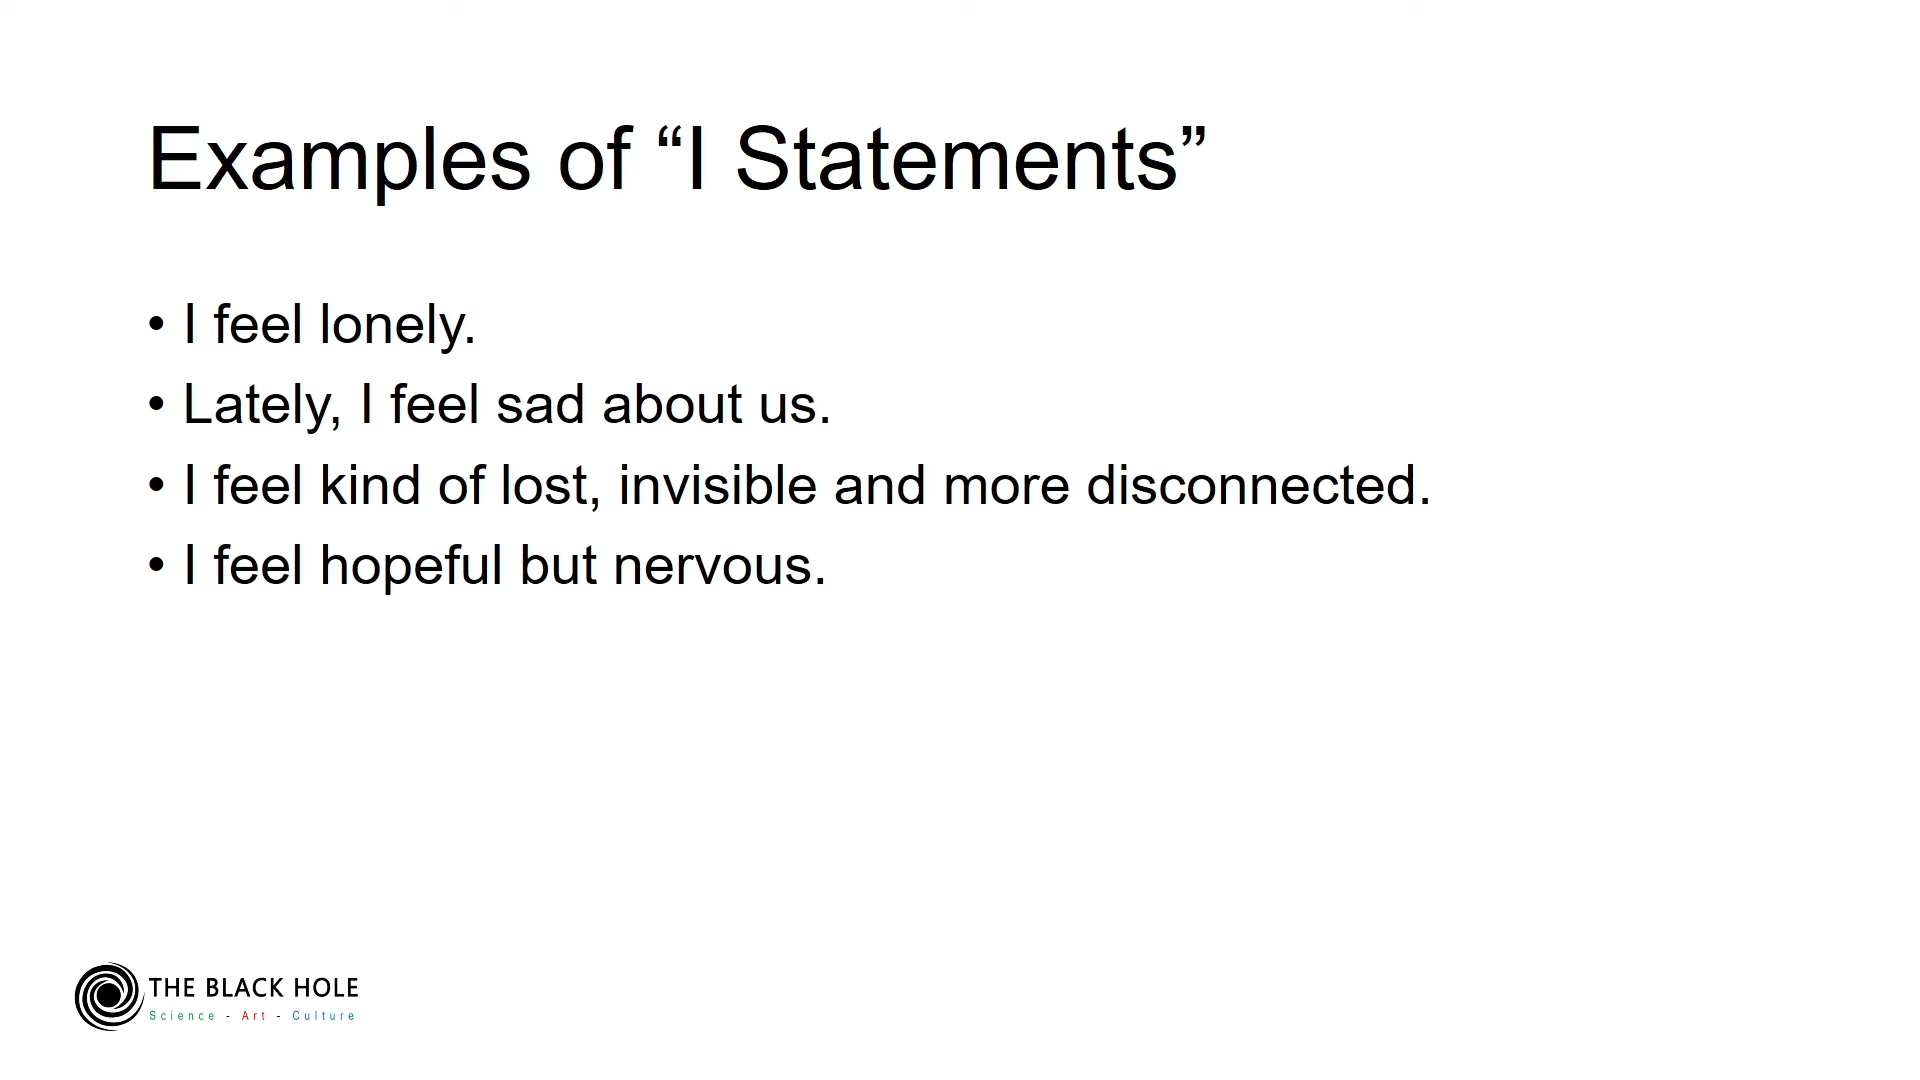 Examples of “I Statements”
• I feel lonely.
• Lately, I feel sad about us.
• I feel kind of lost, invisible and more disconnected.
• I feel hopeful but nervous.
THE BLACK HOLE
Science - Art - Culture